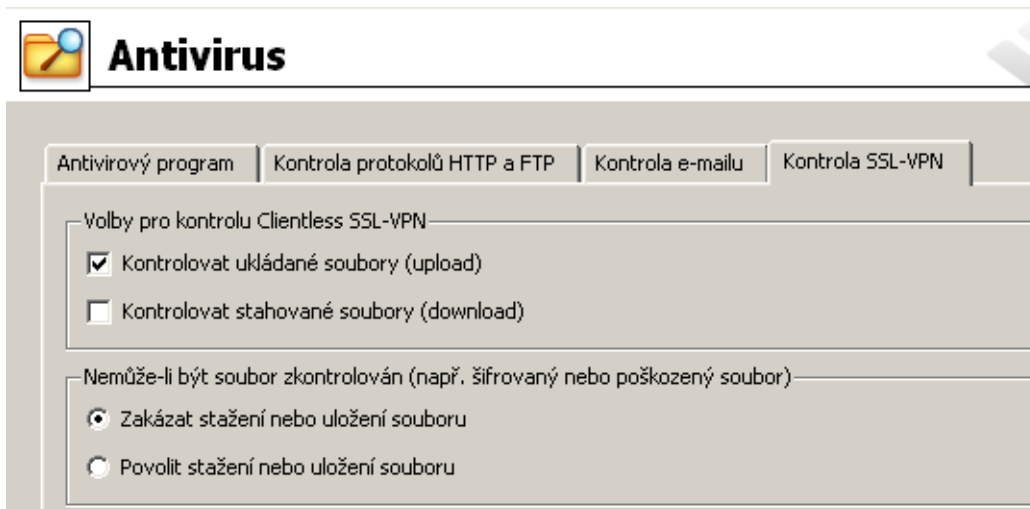 Antivirus
Antivirový program Kontrola protokolů HTTP a FTP Kontrola e-mailu Kontrola SSL-VPN
Volby pro kontrolu Clientless SSL-VPN
Kontrolovat ukládané soubory (upload)
Kontrolovat stahované soubory (download)
Nemůže-li být soubor zkontrolován (např. šifrovaný nebo poškozený soubor)
Zakázat stažení nebo uložení souboru
Povolit stažení nebo uložení souboru